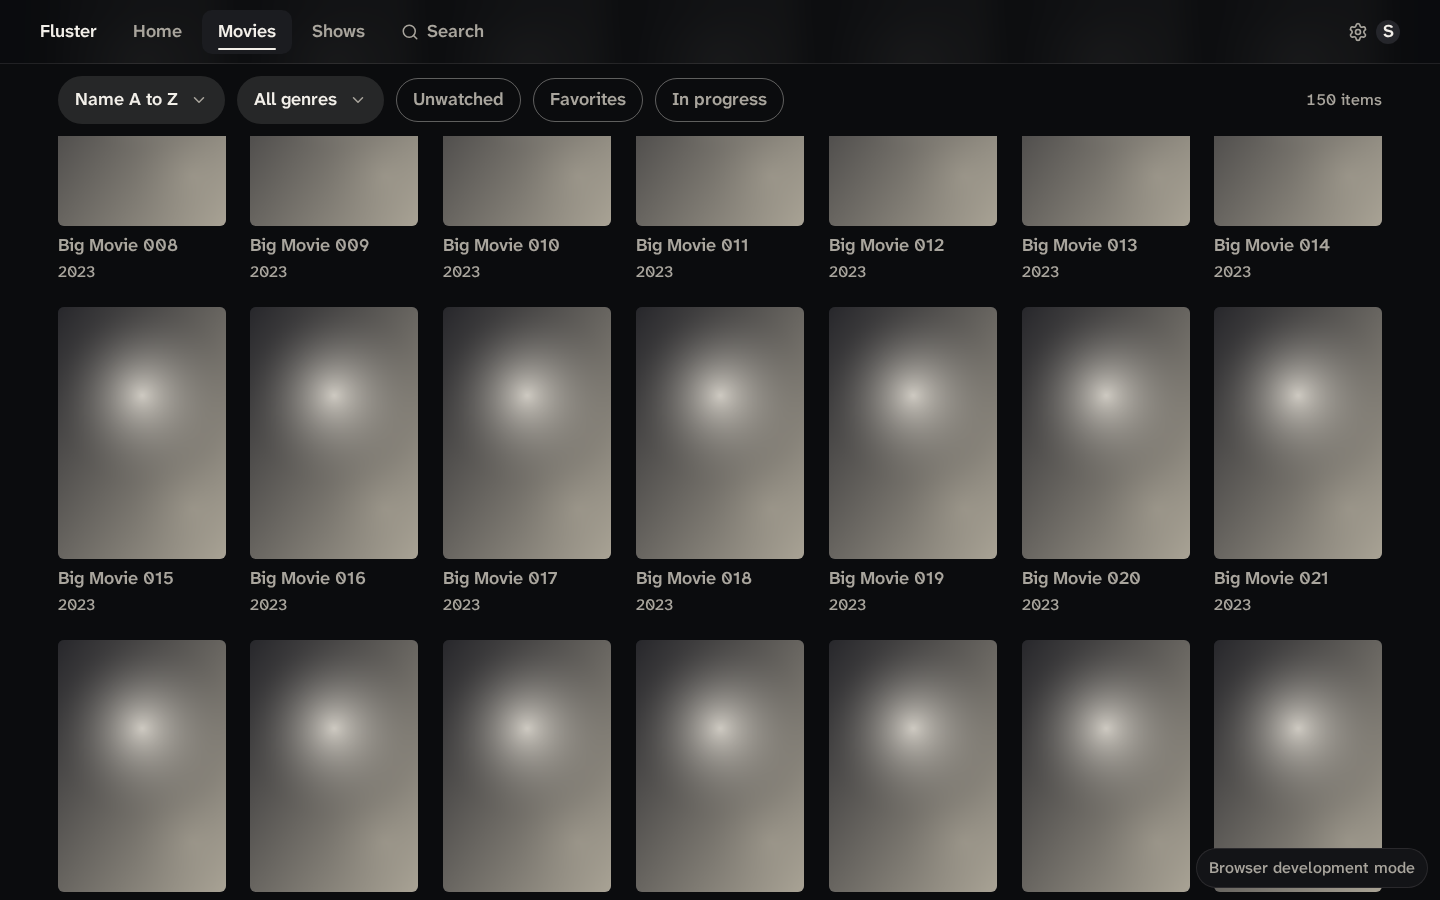 Fluster Home Movies Shows Search S
Name A to Z All genres Unwatched Favorites In progress 150 items
Big Movie 008 Big Movie 009 Big Movie 010 Big Movie 011 Big Movie 012 Big Movie 013 Big Movie 014
2023 2023 2023 2023 2023 2023 2023
Big Movie 015 Big Movie 016 Big Movie 017 Big Movie 018 Big Movie 019 Big Movie 020 Big Movie 021
2023 2023 2023 2023 2023 2023 2023
Browser development mode